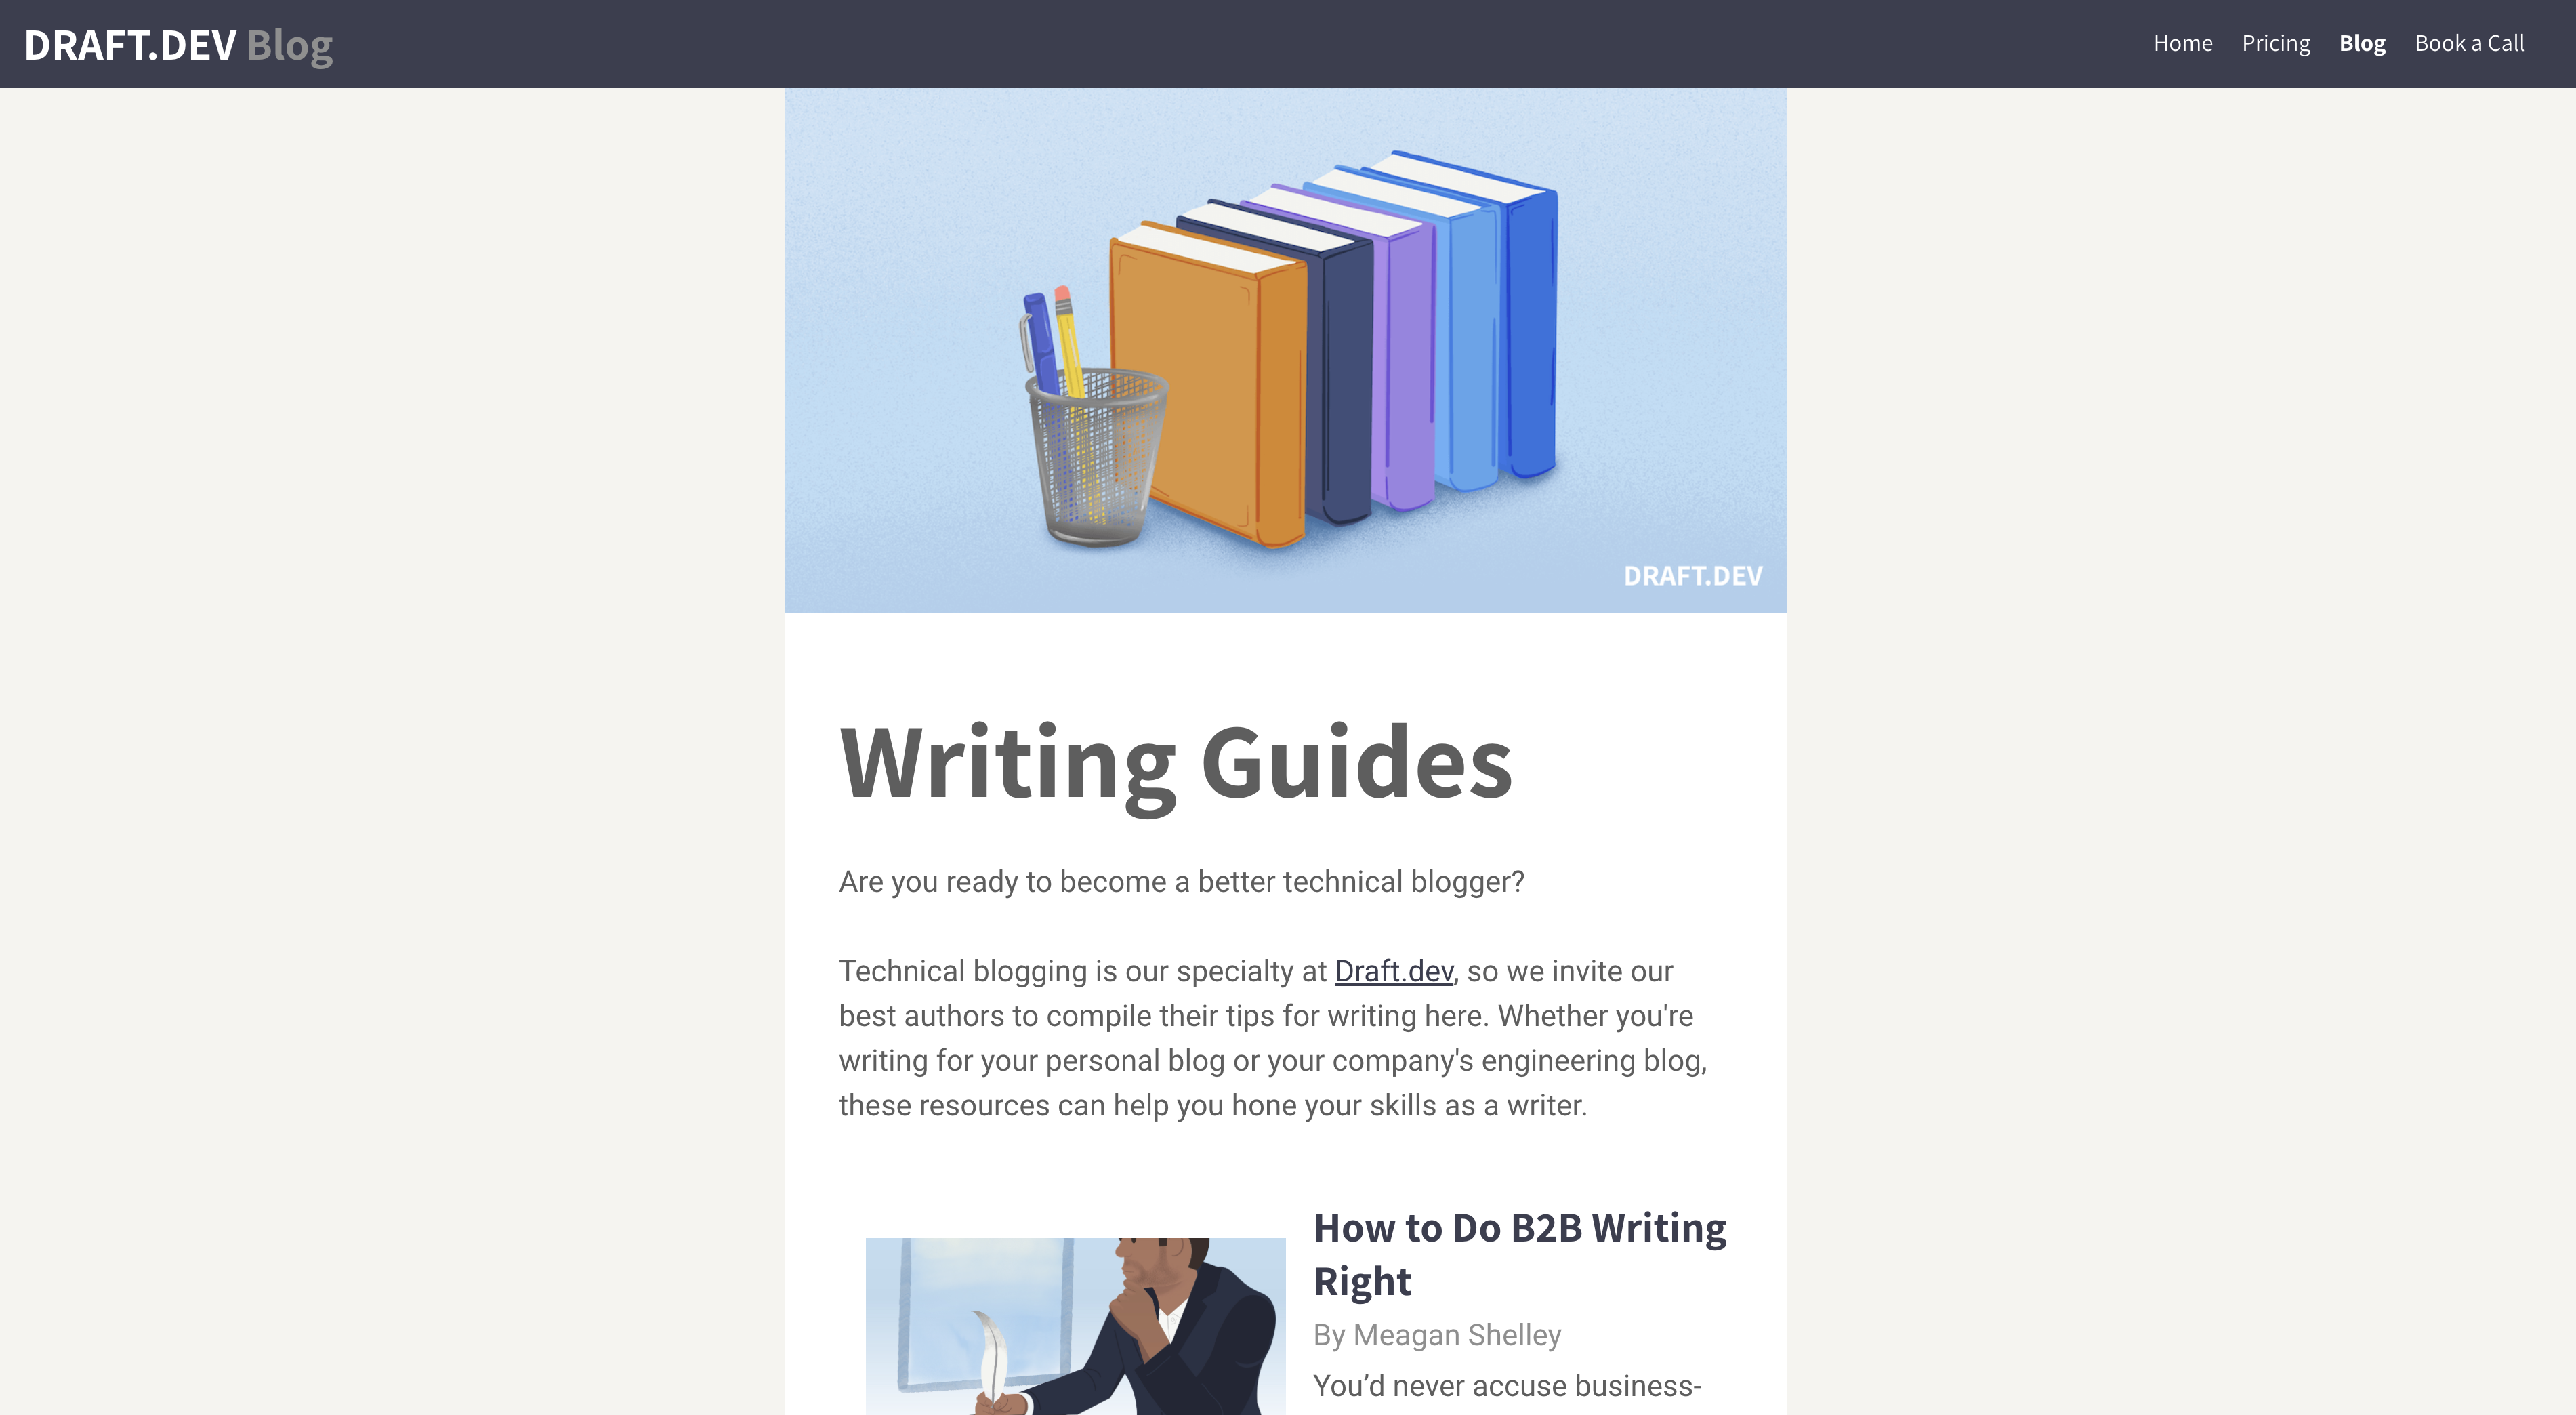 DRAFT.DEV Blog
Home Pricing Blog Book a Call
DRAFT.DEV
Writing Guides
Are you ready to become a better technical blogger?
Technical blogging is our specialty at Draft.dev, so we invite our
best authors to compile their tips for writing here. Whether you're
writing for your personal blog or your company's engineering blog,
these resources can help you hone your skills as a writer.
How to Do B2B Writing
Right
By Meagan Shelley
You’d never accuse business-